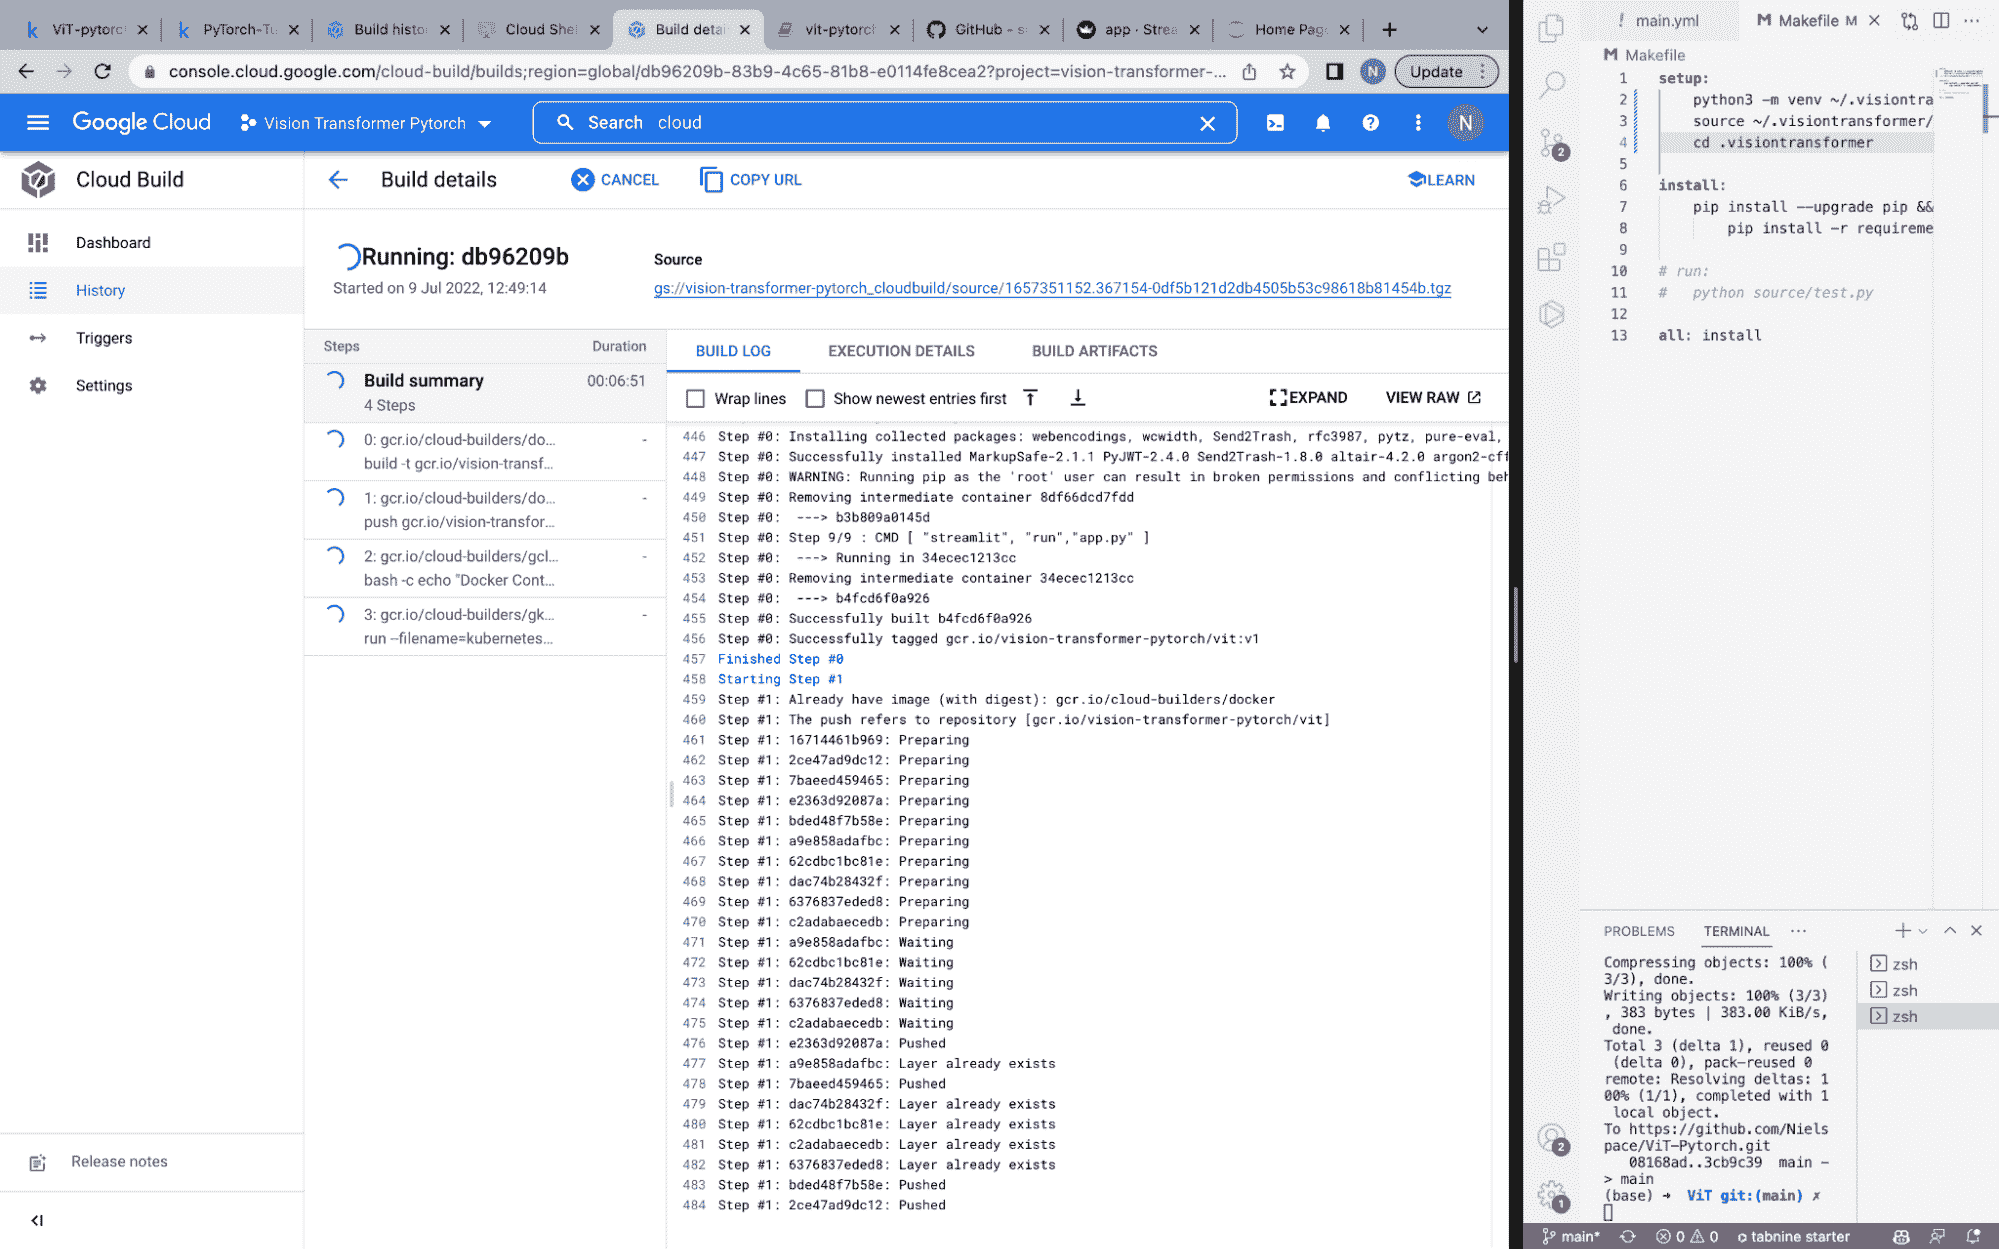 ViT-pytorc
PyTorch-Tu
Build histo
Cloud She
Build deta
vit-pytorch
GitHub - s
app · Strea
Home Pag
console.cloud.google.com/cloud-build/builds;region=global/db96209b-83b9-4c65-81b8-e0114fe8cea2?project=vision-transformer-...
Update
Google Cloud
Vision Transformer Pytorch
Search cloud
N
Cloud Build
Build details
CANCEL
COPY URL
LEARN
Dashboard
History
Triggers
Settings
Release notes
Running: db96209b
Started on 9 Jul 2022, 12:49:14
Source
gs://vision-transformer-pytorch_cloudbuild/source/1657351152.367154-0df5b121d2db4505b53c98618b81454b.tgz
Steps Duration
Build summary 00:06:51
4 Steps
0: gcr.io/cloud-builders/do... -
build -t gcr.io/vision-transf...
1: gcr.io/cloud-builders/do... -
push gcr.io/vision-transfor...
2: gcr.io/cloud-builders/gcl... -
bash -c echo "Docker Cont...
3: gcr.io/cloud-builders/gk... -
run --filename=kubernetes...
BUILD LOG
EXECUTION DETAILS
BUILD ARTIFACTS
Wrap lines
Show newest entries first
EXPAND
VIEW RAW
446 Step #0: Installing collected packages: webencodings, wcwidth, Send2Trash, rfc3987, pytz, pure-eval,
447 Step #0: Successfully installed MarkupSafe-2.1.1 PyJWT-2.4.0 Send2Trash-1.8.0 altair-4.2.0 argon2-cff
448 Step #0: WARNING: Running pip as the 'root' user can result in broken permissions and conflicting beh
449 Step #0: Removing intermediate container 8df66dcd7fdd
450 Step #0: ---> b3b809a0145d
451 Step #0: Step 9/9 : CMD [ "streamlit", "run","app.py" ]
452 Step #0: ---> Running in 34ecec1213cc
453 Step #0: Removing intermediate container 34ecec1213cc
454 Step #0: ---> b4fcd6f0a926
455 Step #0: Successfully built b4fcd6f0a926
456 Step #0: Successfully tagged gcr.io/vision-transformer-pytorch/vit:v1
457 Finished Step #0
458 Starting Step #1
459 Step #1: Already have image (with digest): gcr.io/cloud-builders/docker
460 Step #1: The push refers to repository [gcr.io/vision-transformer-pytorch/vit]
461 Step #1: 16714461b969: Preparing
462 Step #1: 2ce47ad9dc12: Preparing
463 Step #1: 7baeed459465: Preparing
464 Step #1: e2363d92087a: Preparing
465 Step #1: bded48f7b58e: Preparing
466 Step #1: a9e858adafbc: Preparing
467 Step #1: 62cdbc1bc81e: Preparing
468 Step #1: dac74b28432f: Preparing
469 Step #1: 6376837eded8: Preparing
470 Step #1: c2adabaecedb: Preparing
471 Step #1: a9e858adafbc: Waiting
472 Step #1: 62cdbc1bc81e: Waiting
473 Step #1: dac74b28432f: Waiting
474 Step #1: 6376837eded8: Waiting
475 Step #1: c2adabaecedb: Waiting
476 Step #1: e2363d92087a: Pushed
477 Step #1: a9e858adafbc: Layer already exists
478 Step #1: 7baeed459465: Pushed
479 Step #1: dac74b28432f: Layer already exists
480 Step #1: 62cdbc1bc81e: Layer already exists
481 Step #1: c2adabaecedb: Layer already exists
482 Step #1: 6376837eded8: Layer already exists
483 Step #1: bded48f7b58e: Pushed
484 Step #1: 2ce47ad9dc12: Pushed
! main.yml
M Makefile M
M Makefile
1 setup:
2 python3 -m venv ~/.visiontra
3 source ~/.visiontransformer/
4 cd .visiontransformer
5
6 install:
7 pip install --upgrade pip &&
8 pip install -r requireme
9
10 # run:
11 # python source/test.py
12
13 all: install
2
PROBLEMS
TERMINAL
Compressing objects: 100% (
3/3), done.
Writing objects: 100% (3/3)
, 383 bytes | 383.00 KiB/s,
done.
Total 3 (delta 1), reused 0
(delta 0), pack-reused 0
remote: Resolving deltas: 1
00% (1/1), completed with 1
local object.
To https://github.com/Niels
pace/ViT-Pytorch.git
08168ad..3cb9c39 main -
> main
(base) → ViT git:(main) ✗
zsh
zsh
zsh
2
1
main*
0
0
tabnine starter